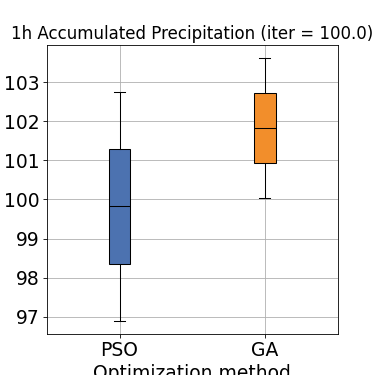 1h Accumulated Precipitation (iter = 100.0)
103
102
101
100
99
98
97
PSO GA
Optimization method